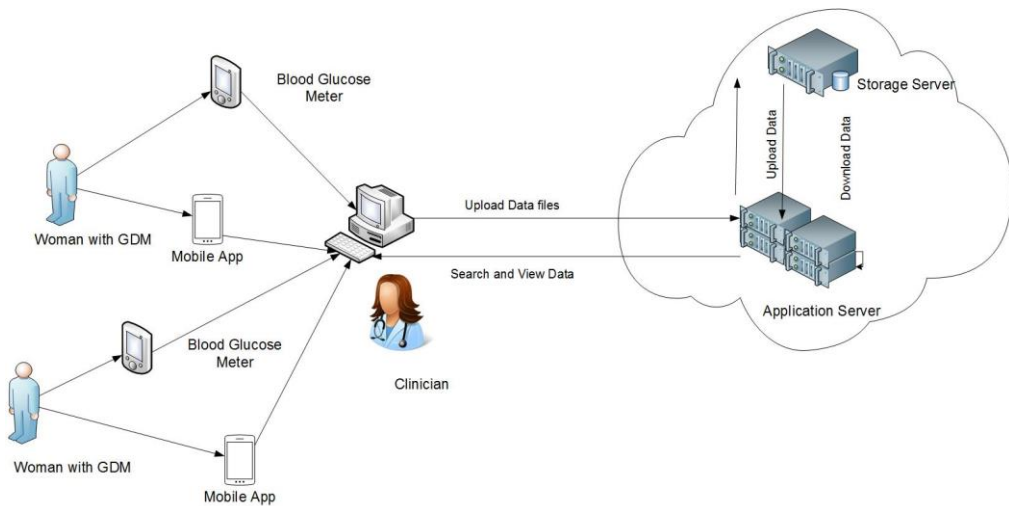 Blood Glucose
Meter
Woman with GDM
Mobile App
Blood Glucose
Meter
Woman with GDM
Mobile App
Clinician
Upload Data files
Search and View Data
Storage Server
Upload Data
Download Data
Application Server